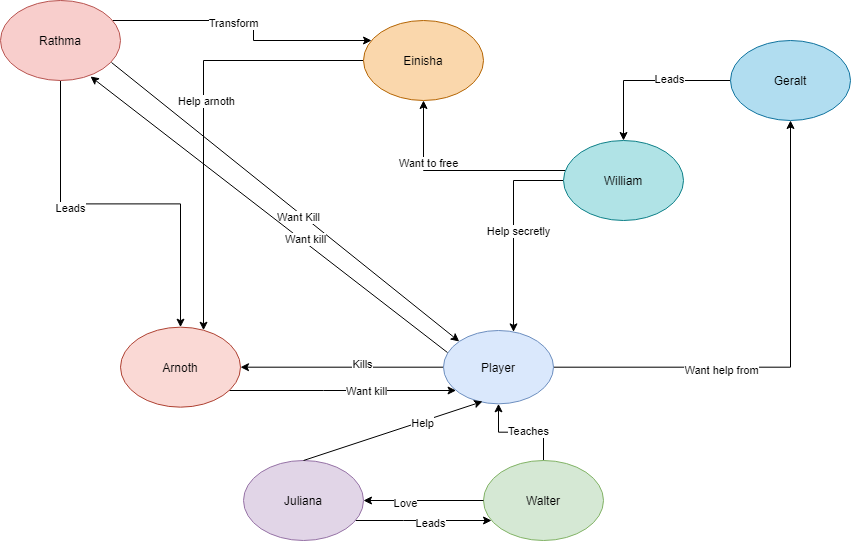 Rathma
Transform
Einisha
Geralt
Leads
Help arnoth
Want to free
William
Leads
Want Kill
Want kill
Help secretly
Arnoth
Kills
Player
Want help from
Want kill
Help
Teaches
Juliana
Love
Walter
Leads